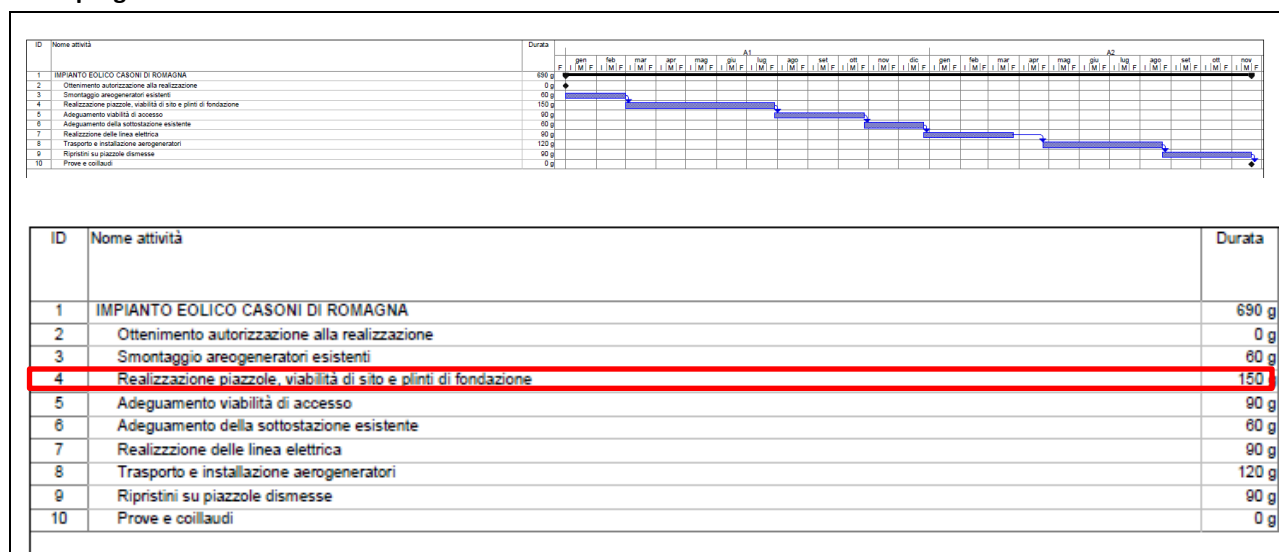 ID Nome attività Durata
A1 A2
gen feb mar apr mag giu lug ago set ott nov dic gen feb mar apr mag giu lug ago set ott nov
F I M F I M F I M F I M F I M F I M F I M F I M F I M F I M F I M F I M F I M F I M F I M F I M F I M F I M F I M F I M F I M F I M F I M F
1 IMPIANTO EOLICO CASONI DI ROMAGNA 690 g
2 Ottenimento autorizzazione alla realizzazione 0 g
3 Smontaggio areogeneratori esistenti 60 g
4 Realizzazione piazzole, viabilità di sito e plinti di fondazione 150 g
5 Adeguamento viabilità di accesso 90 g
6 Adeguamento della sottostazione esistente 60 g
7 Realizzzione delle linea elettrica 90 g
8 Trasporto e installazione aerogeneratori 120 g
9 Ripristini su piazzole dismesse 90 g
10 Prove e coillaudi 0 g
ID Nome attività Durata
1 IMPIANTO EOLICO CASONI DI ROMAGNA 690 g
2 Ottenimento autorizzazione alla realizzazione 0 g
3 Smontaggio areogeneratori esistenti 60 g
4 Realizzazione piazzole, viabilità di sito e plinti di fondazione 150 g
5 Adeguamento viabilità di accesso 90 g
6 Adeguamento della sottostazione esistente 60 g
7 Realizzzione delle linea elettrica 90 g
8 Trasporto e installazione aerogeneratori 120 g
9 Ripristini su piazzole dismesse 90 g
10 Prove e coillaudi 0 g